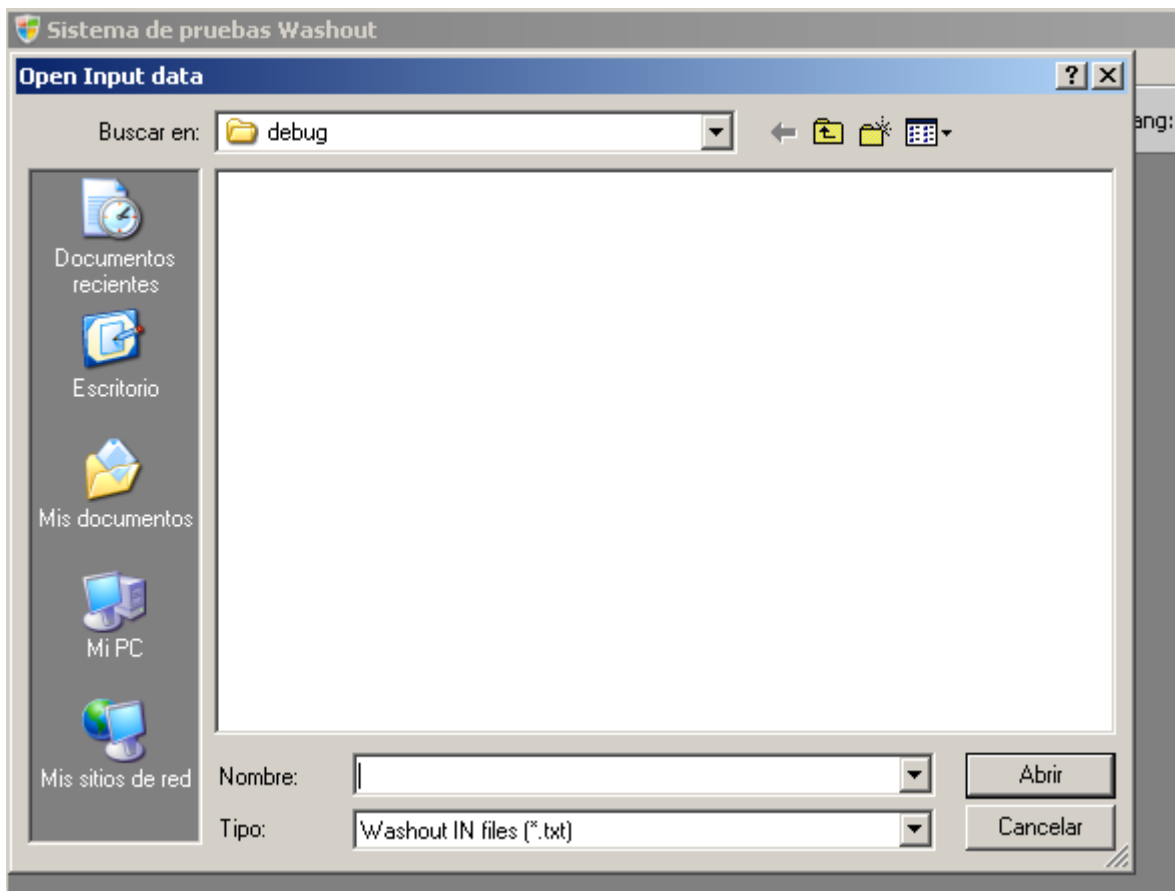 Sistema de pruebas Washout
Open Input data
Buscar en:
debug
ang:
Documentos
recientes
Escritorio
Mis documentos
Mi PC
Mis sitios de red
Nombre:
Abrir
Tipo:
Washout IN files (*.txt)
Cancelar